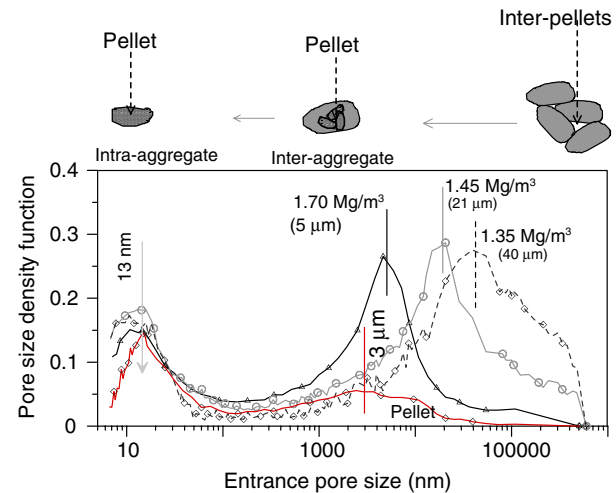 Inter-pellets
Pellet
Pellet
Intra-aggregate
Inter-aggregate
0.4
0.3
0.2
0.1
0
Pore size density function
13 nm
1.70 Mg/m³
(5 μm)
1.45 Mg/m³
(21 μm)
1.35 Mg/m³
(40 μm)
3 μm
Pellet
10
1000
100000
Entrance pore size (nm)